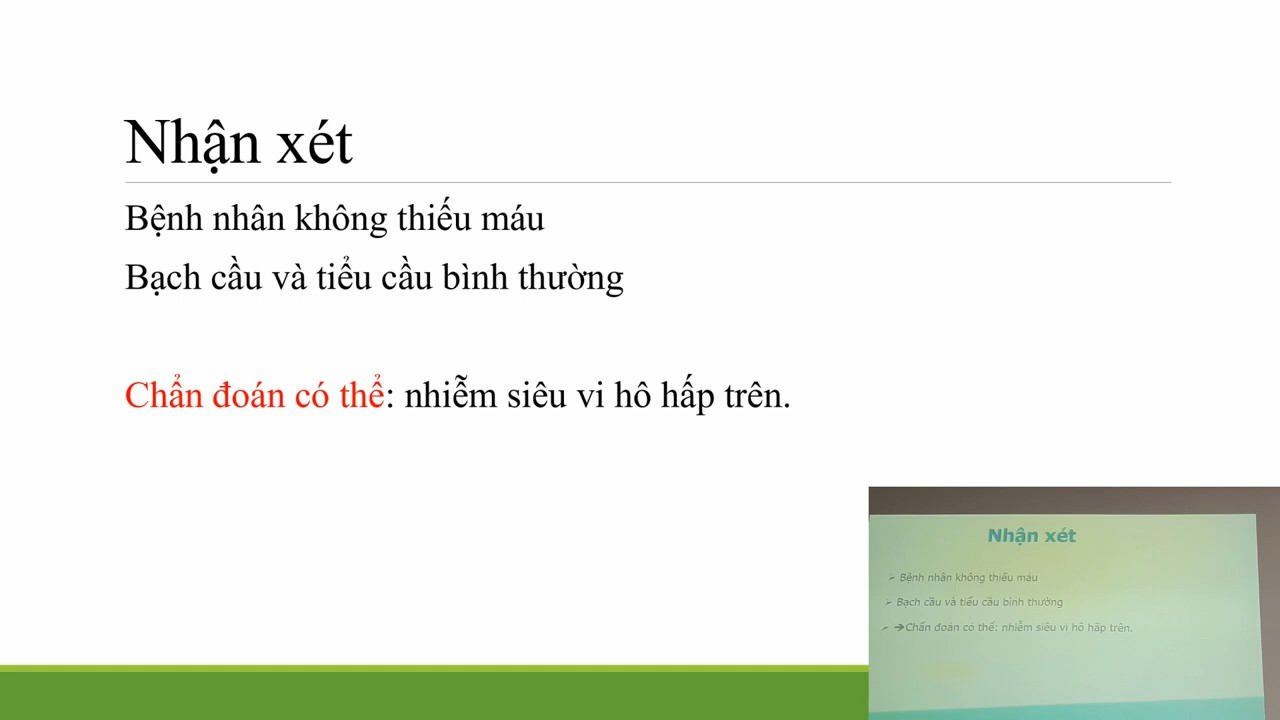 Nhận xét
Bệnh nhân không thiếu máu
Bạch cầu và tiểu cầu bình thường
Chẩn đoán có thể: nhiễm siêu vi hô hấp trên.
Nhận xét
➢ Bệnh nhân không thiếu máu
➢ Bạch cầu và tiểu cầu bình thường
➢ ➔Chẩn đoán có thể: nhiễm siêu vi hô hấp trên.